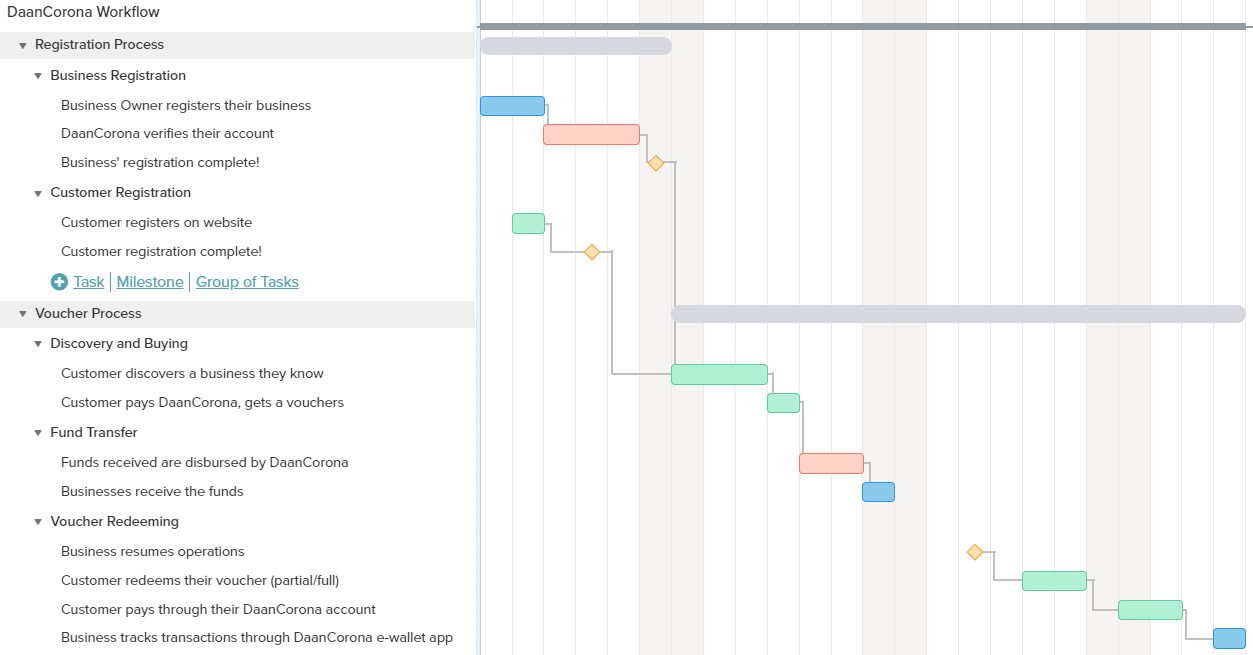 DaanCorona Workflow
Registration Process
Business Registration
Business Owner registers their business
DaanCorona verifies their account
Business' registration complete!
Customer Registration
Customer registers on website
Customer registration complete!
Task Milestone Group of Tasks
Voucher Process
Discovery and Buying
Customer discovers a business they know
Customer pays DaanCorona, gets a vouchers
Fund Transfer
Funds received are disbursed by DaanCorona
Businesses receive the funds
Voucher Redeeming
Business resumes operations
Customer redeems their voucher (partial/full)
Customer pays through their DaanCorona account
Business tracks transactions through DaanCorona e-wallet app